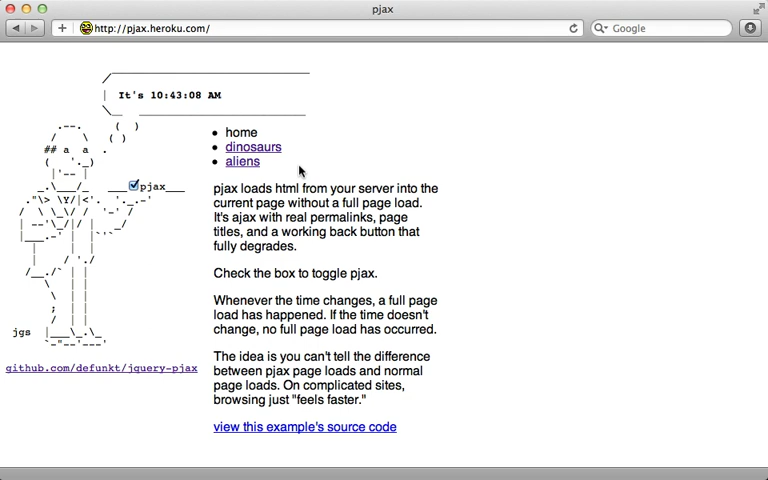 pjax
http://pjax.heroku.com/
Google
It's 10:43:08 AM
home
dinosaurs
aliens
pjax
pjax loads html from your server into the
current page without a full page load.
It's ajax with real permalinks, page
titles, and a working back button that
fully degrades.
Check the box to toggle pjax.
Whenever the time changes, a full page
load has happened. If the time doesn't
change, no full page load has occurred.
The idea is you can't tell the difference
between pjax page loads and normal
page loads. On complicated sites,
browsing just "feels faster."
view this example's source code
jgs
github.com/defunkt/jquery-pjax